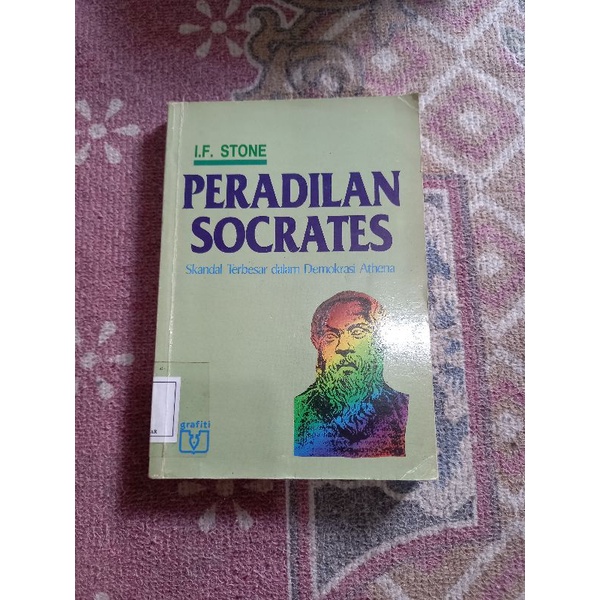 I.F. STONE
PERADILAN
SOCRATES
Skandal Terbesar dalam Demokrasi Athena
grafiti